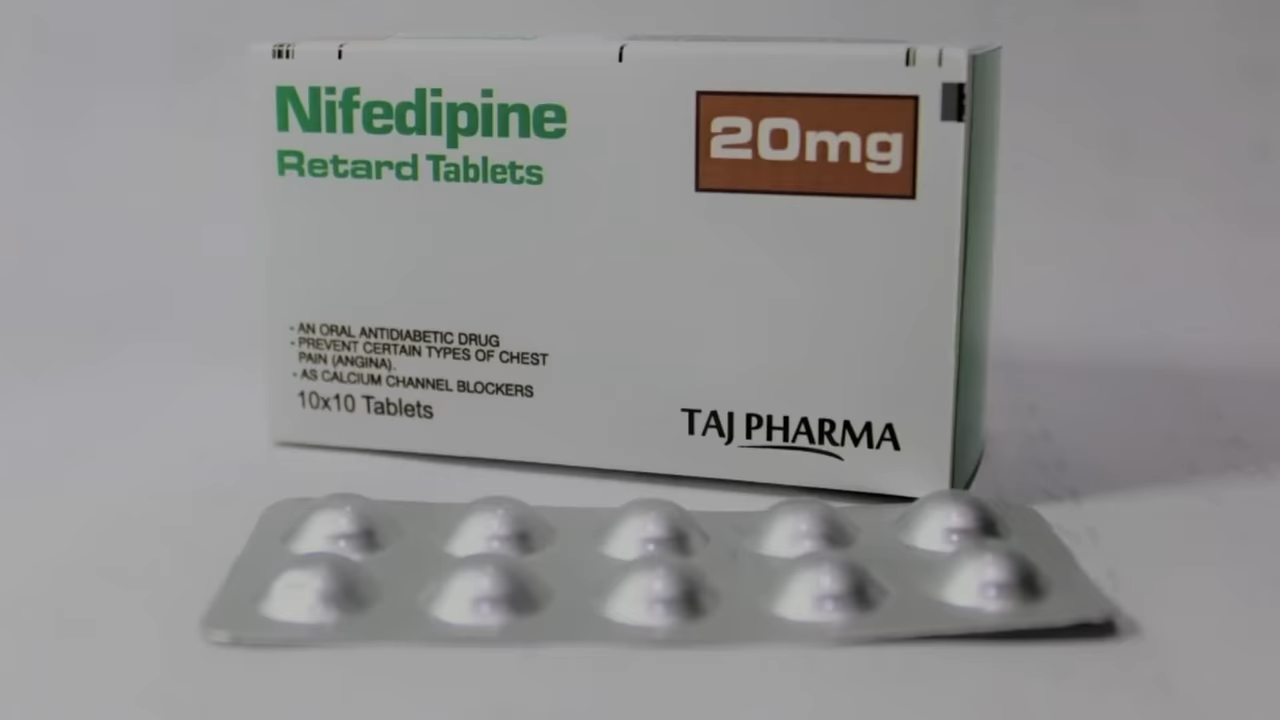 Nifedipine
Retard Tablets
20mg
- AN ORAL ANTIDIABETIC DRUG
- PREVENT CERTAIN TYPES OF CHEST
PAIN (ANGINA).
- AS CALCIUM CHANNEL BLOCKERS
10x10 Tablets
TAJ PHARMA